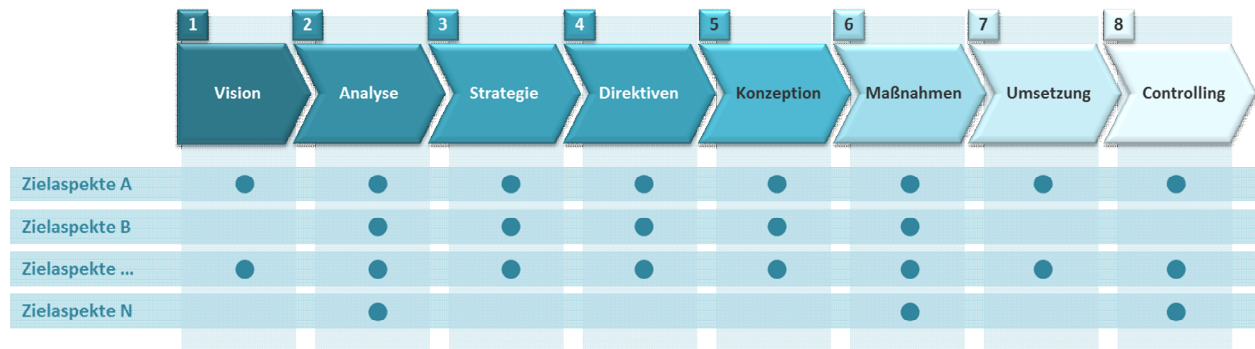 1 2 3 4 5 6 7 8
Vision Analyse Strategie Direktiven Konzeption Maßnahmen Umsetzung Controlling
Zielaspekte A
Zielaspekte B
Zielaspekte ...
Zielaspekte N